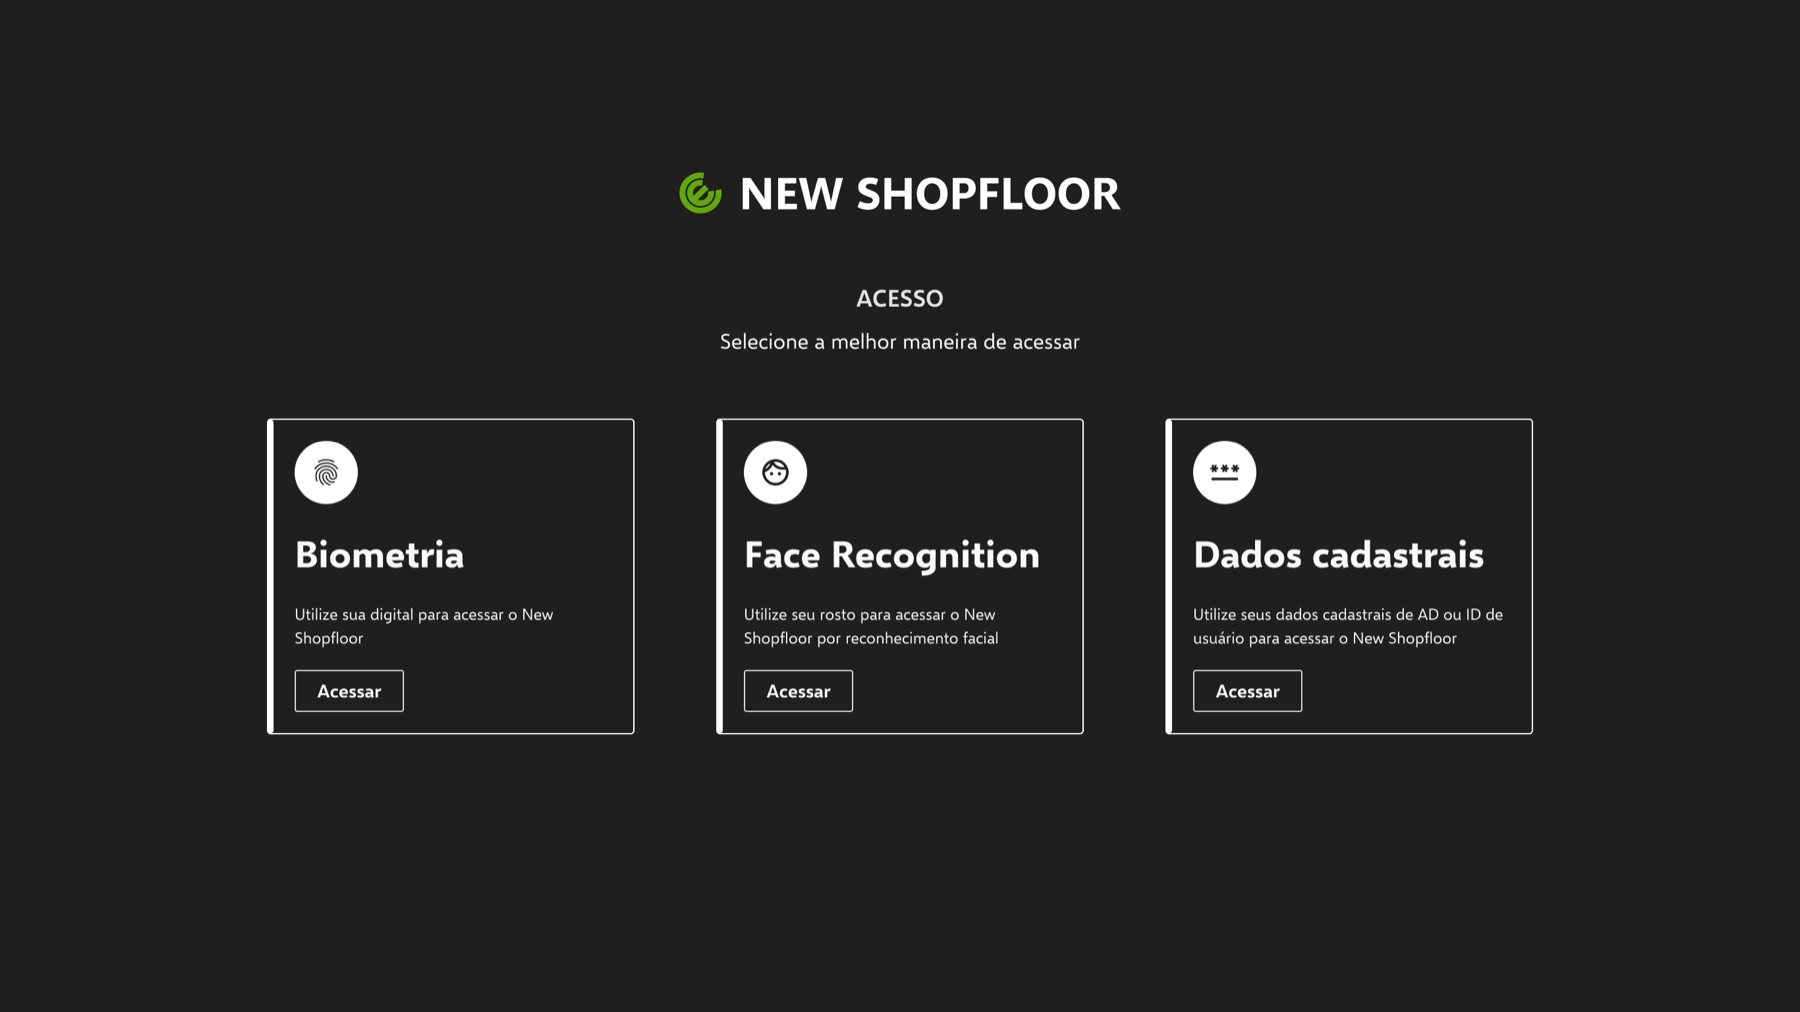 NEW SHOPFLOOR
ACESSO
Selecione a melhor maneira de acessar
Biometria
Utilize sua digital para acessar o New
Shopfloor
Acessar
Face Recognition
Utilize seu rosto para acessar o New
Shopfloor por reconhecimento facial
Acessar
***
Dados cadastrais
Utilize seus dados cadastrais de AD ou ID de
usuário para acessar o New Shopfloor
Acessar